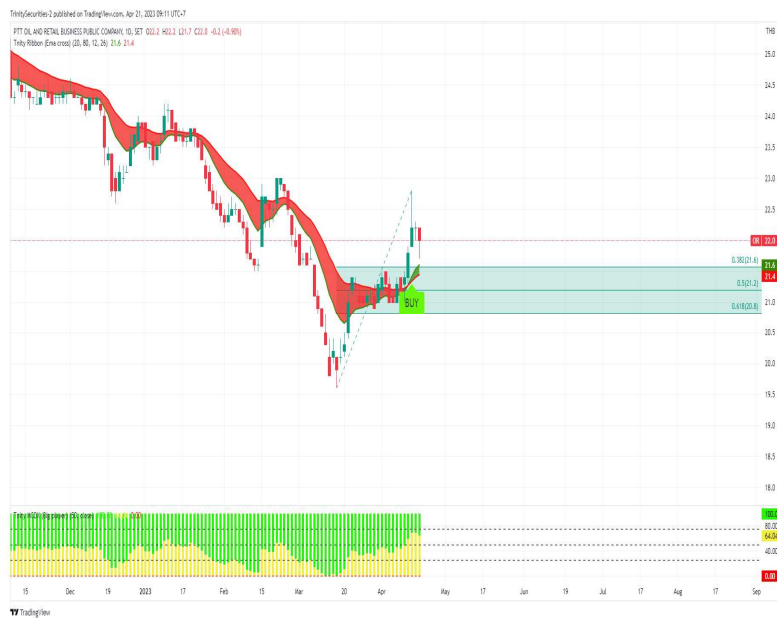 TrinitySecurities-2 published on TradingView.com, Apr 21, 2023 09:11 UTC+7
PTT OIL AND RETAIL BUSINESS PUBLIC COMPANY, 1D, SET O22.2 H22.2 L21.7 C22.0 -0.2 (-0.90%)
THB
Tnity Ribbon (Ema cross) (20, 80, 12, 26) 21.6 21.4
25.0
24.5
24.0
23.5
23.0
22.5
OR 22.0
0.382(21.6)
21.6
21.4
0.5(21.2)
21.0
BUY
0.618(20.8)
20.5
20.0
19.5
19.0
18.5
18.0
(50, close) 0.00
100.0
80.00
64.04
40.00
0.00
15 Dec 19 2023 17 Feb 15 Mar 20 Apr May 17 Jun 19 Jul 17 Aug 17 Sep
TradingView